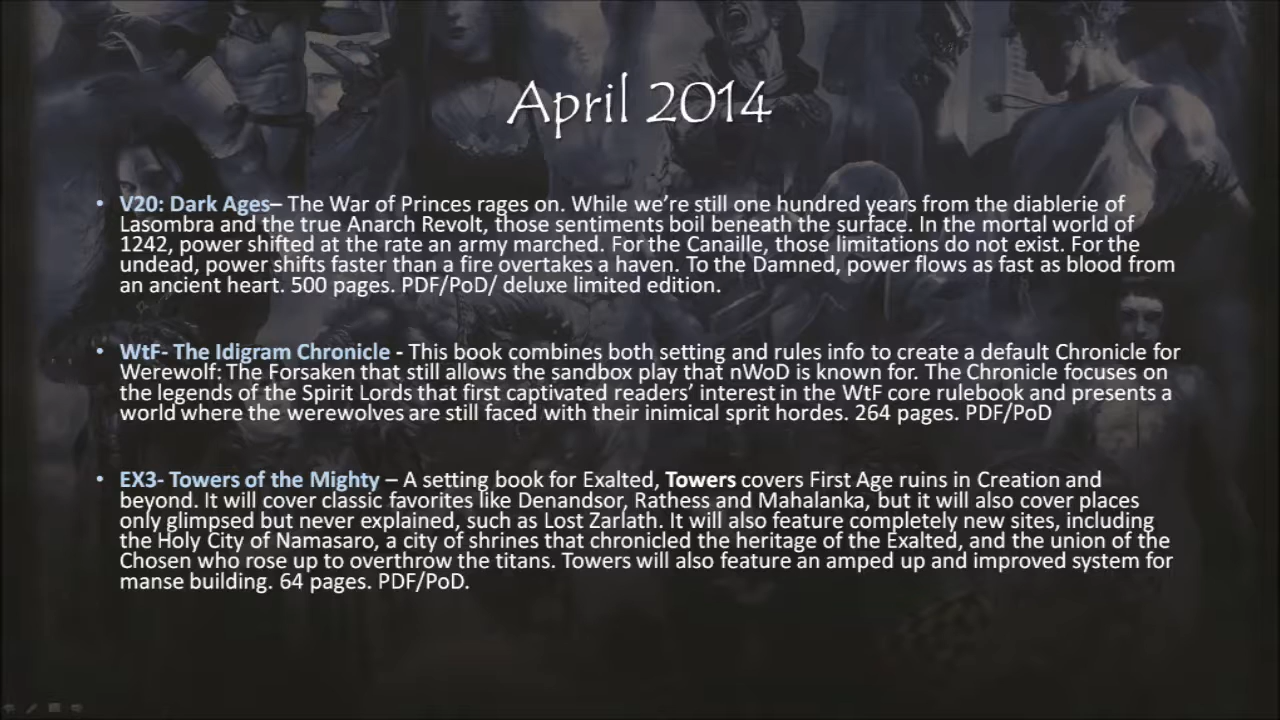 April 2014
• V20: Dark Ages– The War of Princes rages on. While we're still one hundred years from the diablerie of
Lasombra and the true Anarch Revolt, those sentiments boil beneath the surface. In the mortal world of
1242, power shifted at the rate an army marched. For the Canaille, those limitations do not exist. For the
undead, power shifts faster than a fire overtakes a haven. To the Damned, power flows as fast as blood from
an ancient heart. 500 pages. PDF/PoD/ deluxe limited edition.
• WtF- The Idigram Chronicle - This book combines both setting and rules info to create a default Chronicle for
Werewolf: The Forsaken that still allows the sandbox play that nWoD is known for. The Chronicle focuses on
the legends of the Spirit Lords that first captivated readers' interest in the WtF core rulebook and presents a
world where the werewolves are still faced with their inimical sprit hordes. 264 pages. PDF/PoD
• EX3- Towers of the Mighty – A setting book for Exalted, Towers covers First Age ruins in Creation and
beyond. It will cover classic favorites like Denandsor, Rathess and Mahalanka, but it will also cover places
only glimpsed but never explained, such as Lost Zarlath. It will also feature completely new sites, including
the Holy City of Namasaro, a city of shrines that chronicled the heritage of the Exalted, and the union of the
Chosen who rose up to overthrow the titans. Towers will also feature an amped up and improved system for
manse building. 64 pages. PDF/PoD.